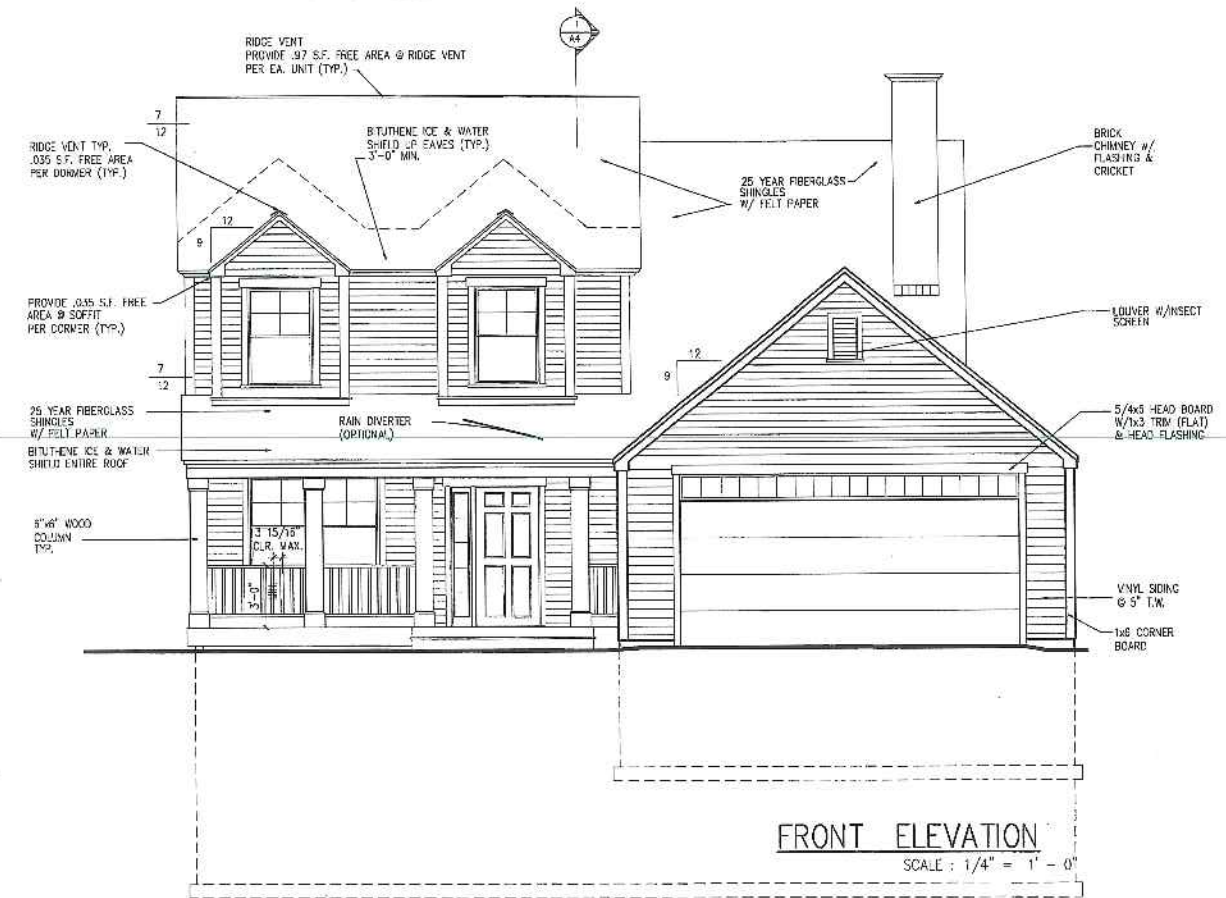 1
A4
RIDGE VENT
PROVIDE .97 S.F. FREE AREA @ RIDGE VENT
PER EA. UNIT (TYP.)
7
12
RIDGE VENT TYP.
.035 S.F. FREE AREA
PER DORMER (TYP.)
BITUTHENE ICE & WATER
SHIELD UP EAVES (TYP.)
3'-0" MIN.
25 YEAR FIBERGLASS
SHINGLES
W/ FELT PAPER
BRICK
CHIMNEY W/
FLASHING &
CRICKET
12
9
PROVIDE .035 S.F. FREE
AREA @ SOFFIT
PER CORNER (TYP.)
LOUVER W/INSECT
SCREEN
12
9
7
12
25 YEAR FIBERGLASS
SHINGLES
W/ FELT PAPER
RAIN DIVERTER
(OPTIONAL)
5/4x6 HEAD BOARD
W/1x3 TRIM (FLAT)
& HEAD FLASHING
BITUTHENE ICE & WATER
SHIELD ENTIRE ROOF
6"x6" WOOD
COLUMN
TYP.
3 15/16"
CLR. MAX.
3'-0"
VINYL SIDING
@ 5" T.W.
1x6 CORNER
BOARD
FRONT ELEVATION
SCALE : 1/4" = 1' - 0"